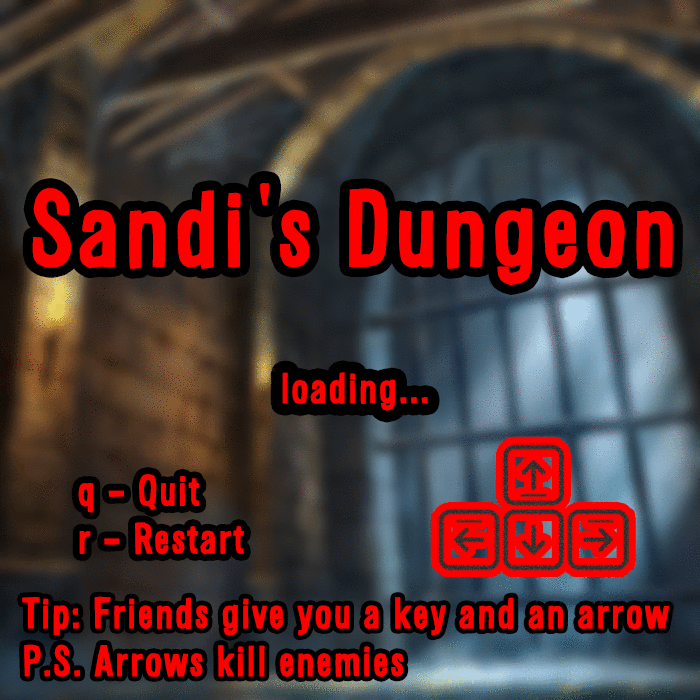 Sandi's Dungeon
loading...
q - Quit
r - Restart
Tip: Friends give you a key and an arrow
P.S. Arrows kill enemies